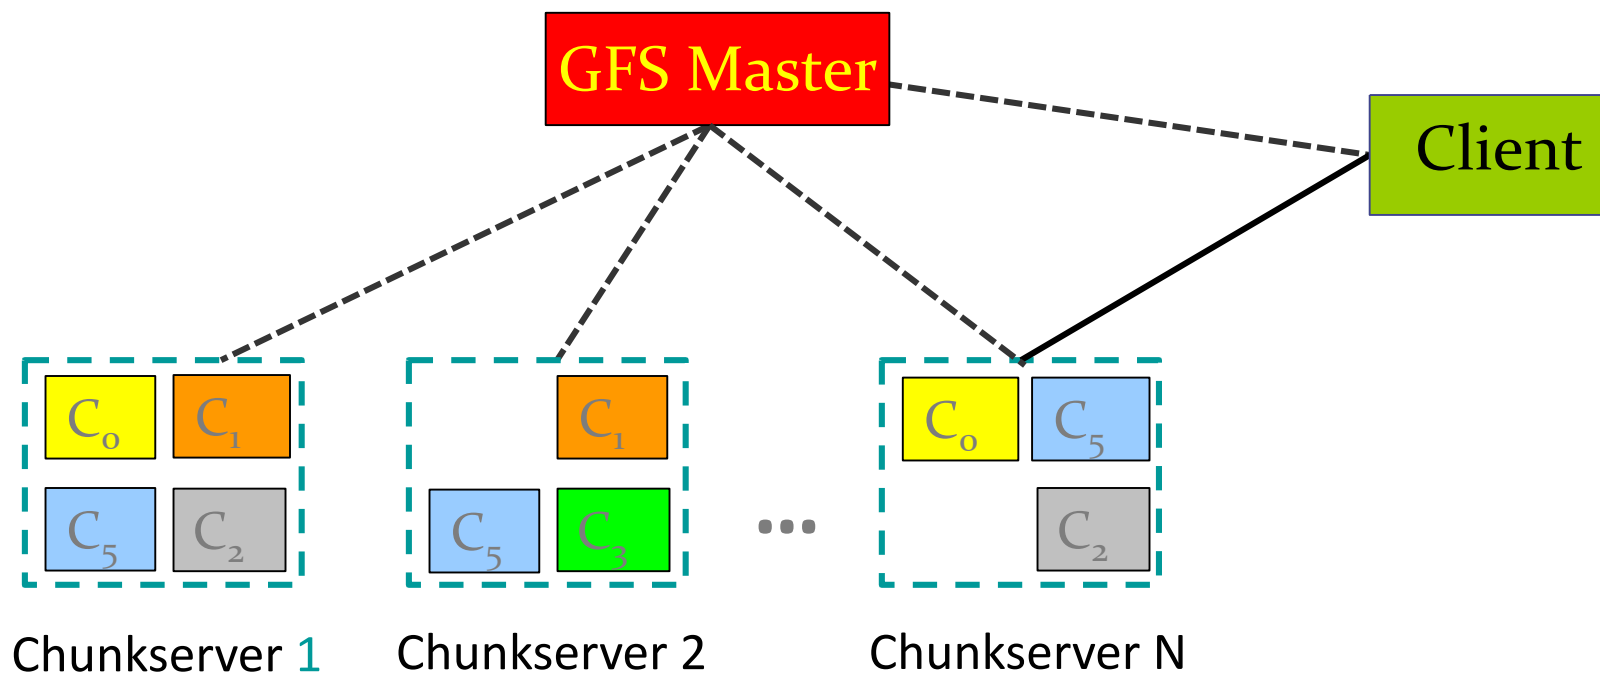 GFS Master
Client
C0 C1
C5 C2
C1
C5 C3
...
C0 C5
C2
Chunkserver 1
Chunkserver 2
Chunkserver N